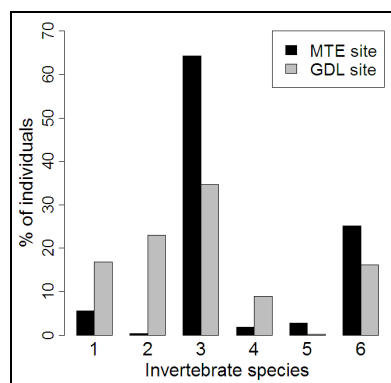 MTE site
GDL site
% of individuals
70
60
50
40
30
20
10
0
1 2 3 4 5 6
Invertebrate species